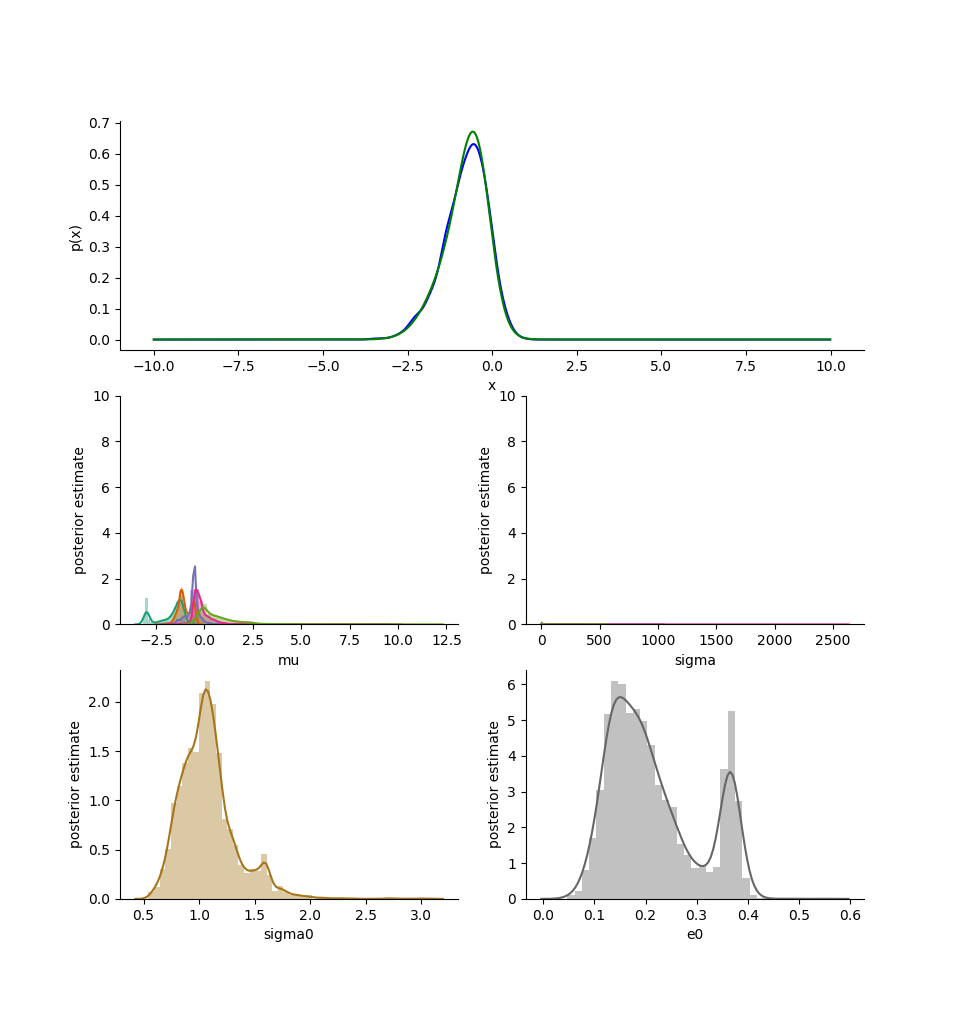 0.7
0.6
0.5
0.4
0.3
0.2
0.1
0.0
p(x)
−10.0 −7.5 −5.0 −2.5 0.0 2.5 5.0 7.5 10.0
x
10
8
6
4
2
0
posterior estimate
−2.5 0.0 2.5 5.0 7.5 10.0 12.5
mu
10
8
6
4
2
0
posterior estimate
0 500 1000 1500 2000 2500
sigma
2.0
1.5
1.0
0.5
0.0
posterior estimate
0.5 1.0 1.5 2.0 2.5 3.0
sigma0
6
5
4
3
2
1
0
posterior estimate
0.0 0.1 0.2 0.3 0.4 0.5 0.6
e0